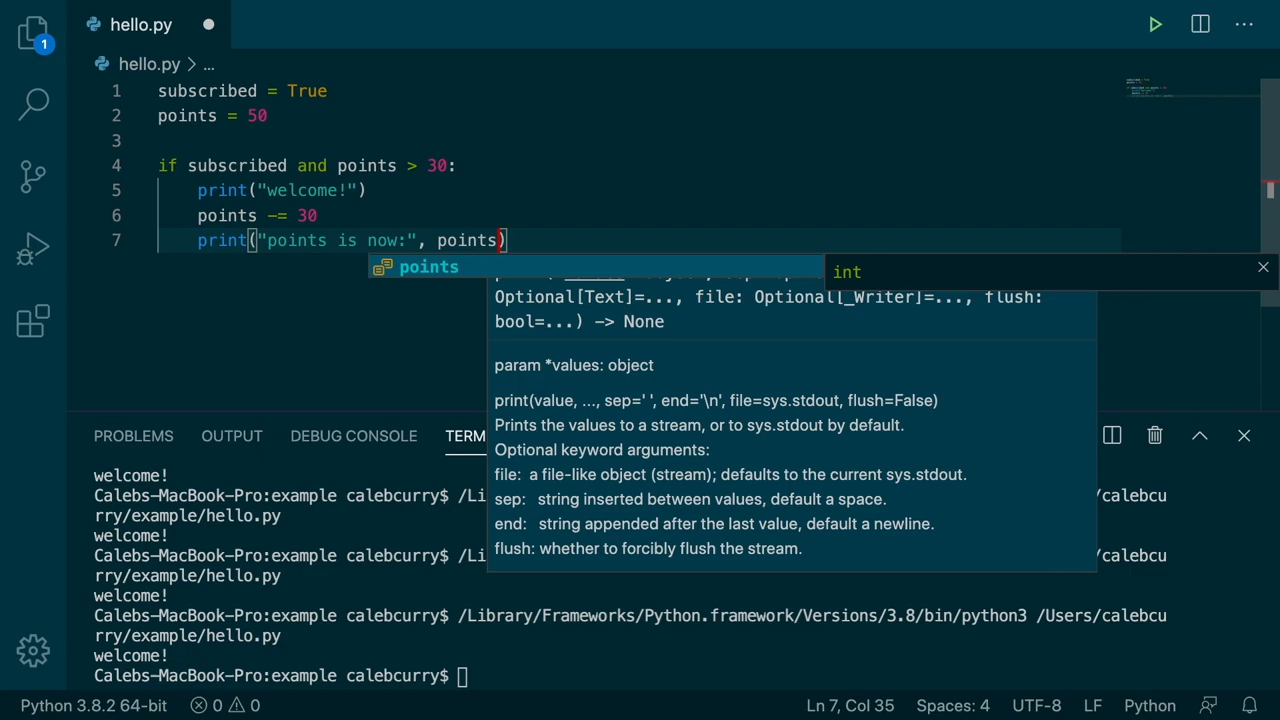 1
hello.py
hello.py > ...
1 subscribed = True
2 points = 50
3
4 if subscribed and points > 30:
5 print("welcome!")
6 points -= 30
7 print("points is now:", points)
points
int
Optional[Text]=..., file: Optional[_Writer]=..., flush:
bool=...) -> None
param *values: object
print(value, ..., sep=' ', end='\n', file=sys.stdout, flush=False)
Prints the values to a stream, or to sys.stdout by default.
Optional keyword arguments:
file: a file-like object (stream); defaults to the current sys.stdout.
sep: string inserted between values, default a space.
end: string appended after the last value, default a newline.
flush: whether to forcibly flush the stream.
PROBLEMS OUTPUT DEBUG CONSOLE TERM
welcome!
Calebs-MacBook-Pro:example calebcurry$ /Li /calebcu
rry/example/hello.py
welcome!
Calebs-MacBook-Pro:example calebcurry$ /Li /calebcu
rry/example/hello.py
welcome!
Calebs-MacBook-Pro:example calebcurry$ /Library/Frameworks/Python.framework/Versions/3.8/bin/python3 /Users/calebcu
rry/example/hello.py
welcome!
Calebs-MacBook-Pro:example calebcurry$
Python 3.8.2 64-bit 0 0 Ln 7, Col 35 Spaces: 4 UTF-8 LF Python